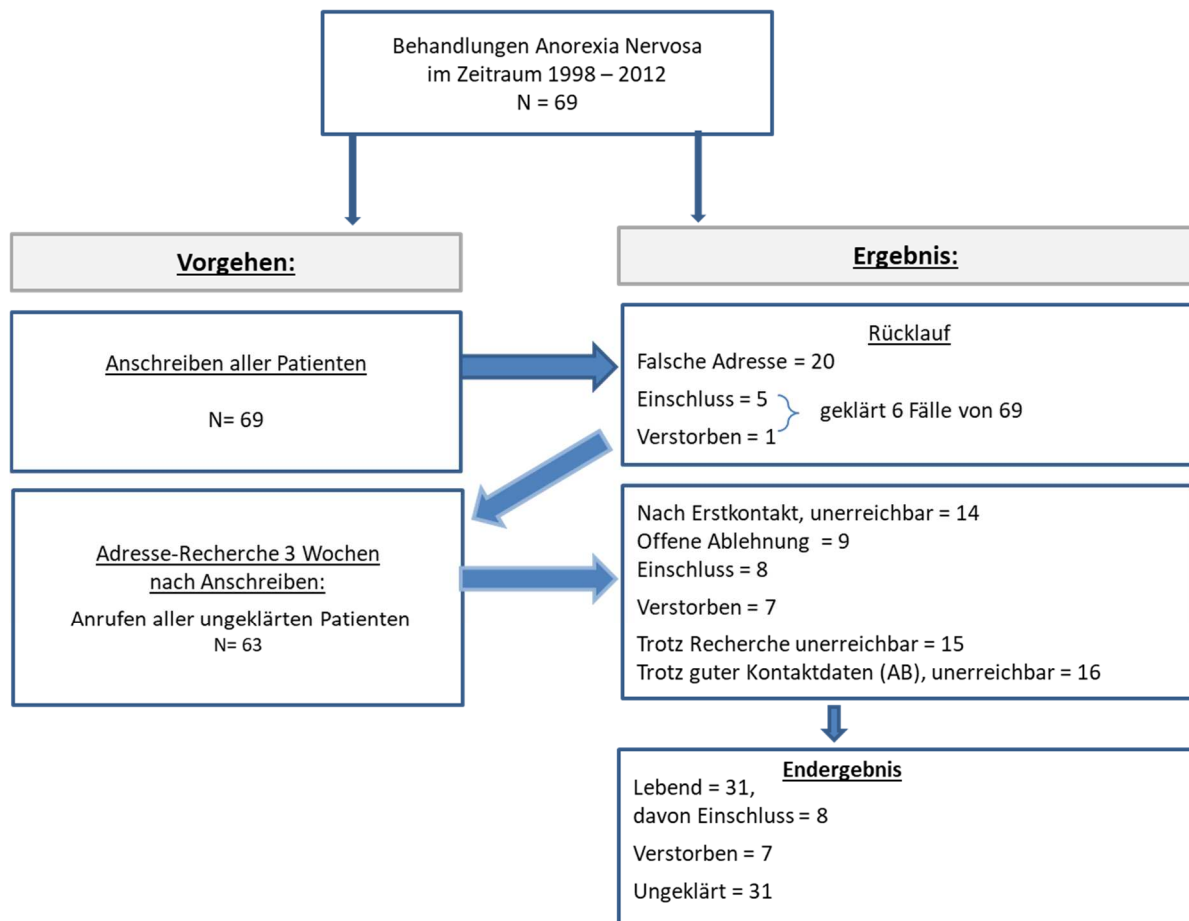 Behandlungen Anorexia Nervosa
im Zeitraum 1998 – 2012
N = 69
Vorgehen:
Ergebnis:
Anschreiben aller Patienten
N= 69
Rücklauf
Falsche Adresse = 20
Einschluss = 5
Verstorben = 1
geklärt 6 Fälle von 69
Adresse-Recherche 3 Wochen
nach Anschreiben:
Anrufen aller ungeklärten Patienten
N= 63
Nach Erstkontakt, unerreichbar = 14
Offene Ablehnung = 9
Einschluss = 8
Verstorben = 7
Trotz Recherche unerreichbar = 15
Trotz guter Kontaktdaten (AB), unerreichbar = 16
Endergebnis
Lebend = 31,
davon Einschluss = 8
Verstorben = 7
Ungeklärt = 31